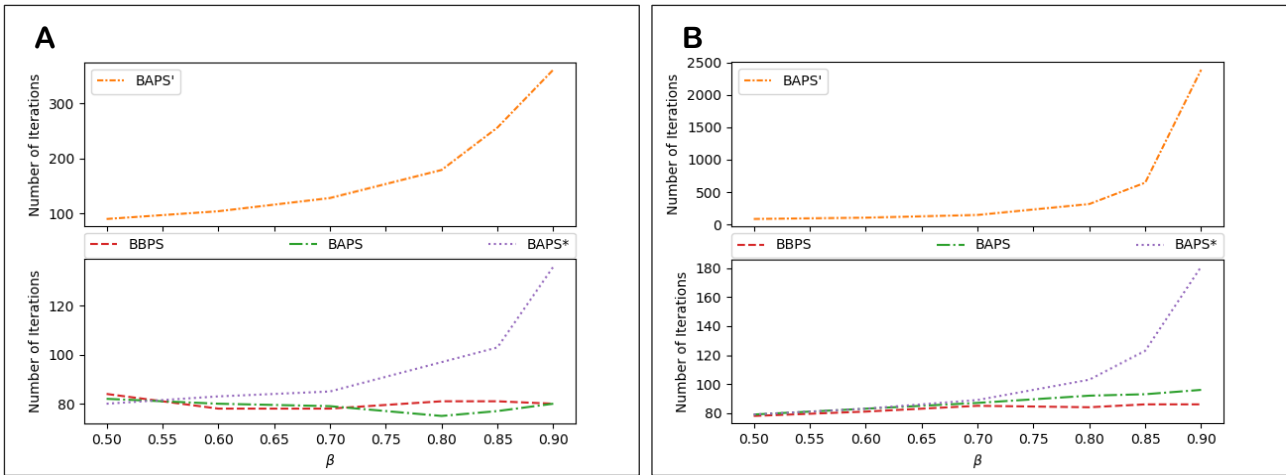 A
BAPS'
Number of Iterations
300
200
100
BBPS BAPS BAPS*
Number of Iterations
120
100
80
0.50 0.55 0.60 0.65 0.70 0.75 0.80 0.85 0.90
β
B
BAPS'
Number of Iterations
2500
2000
1500
1000
500
0
BBPS BAPS BAPS*
Number of Iterations
180
160
140
120
100
80
0.50 0.55 0.60 0.65 0.70 0.75 0.80 0.85 0.90
β